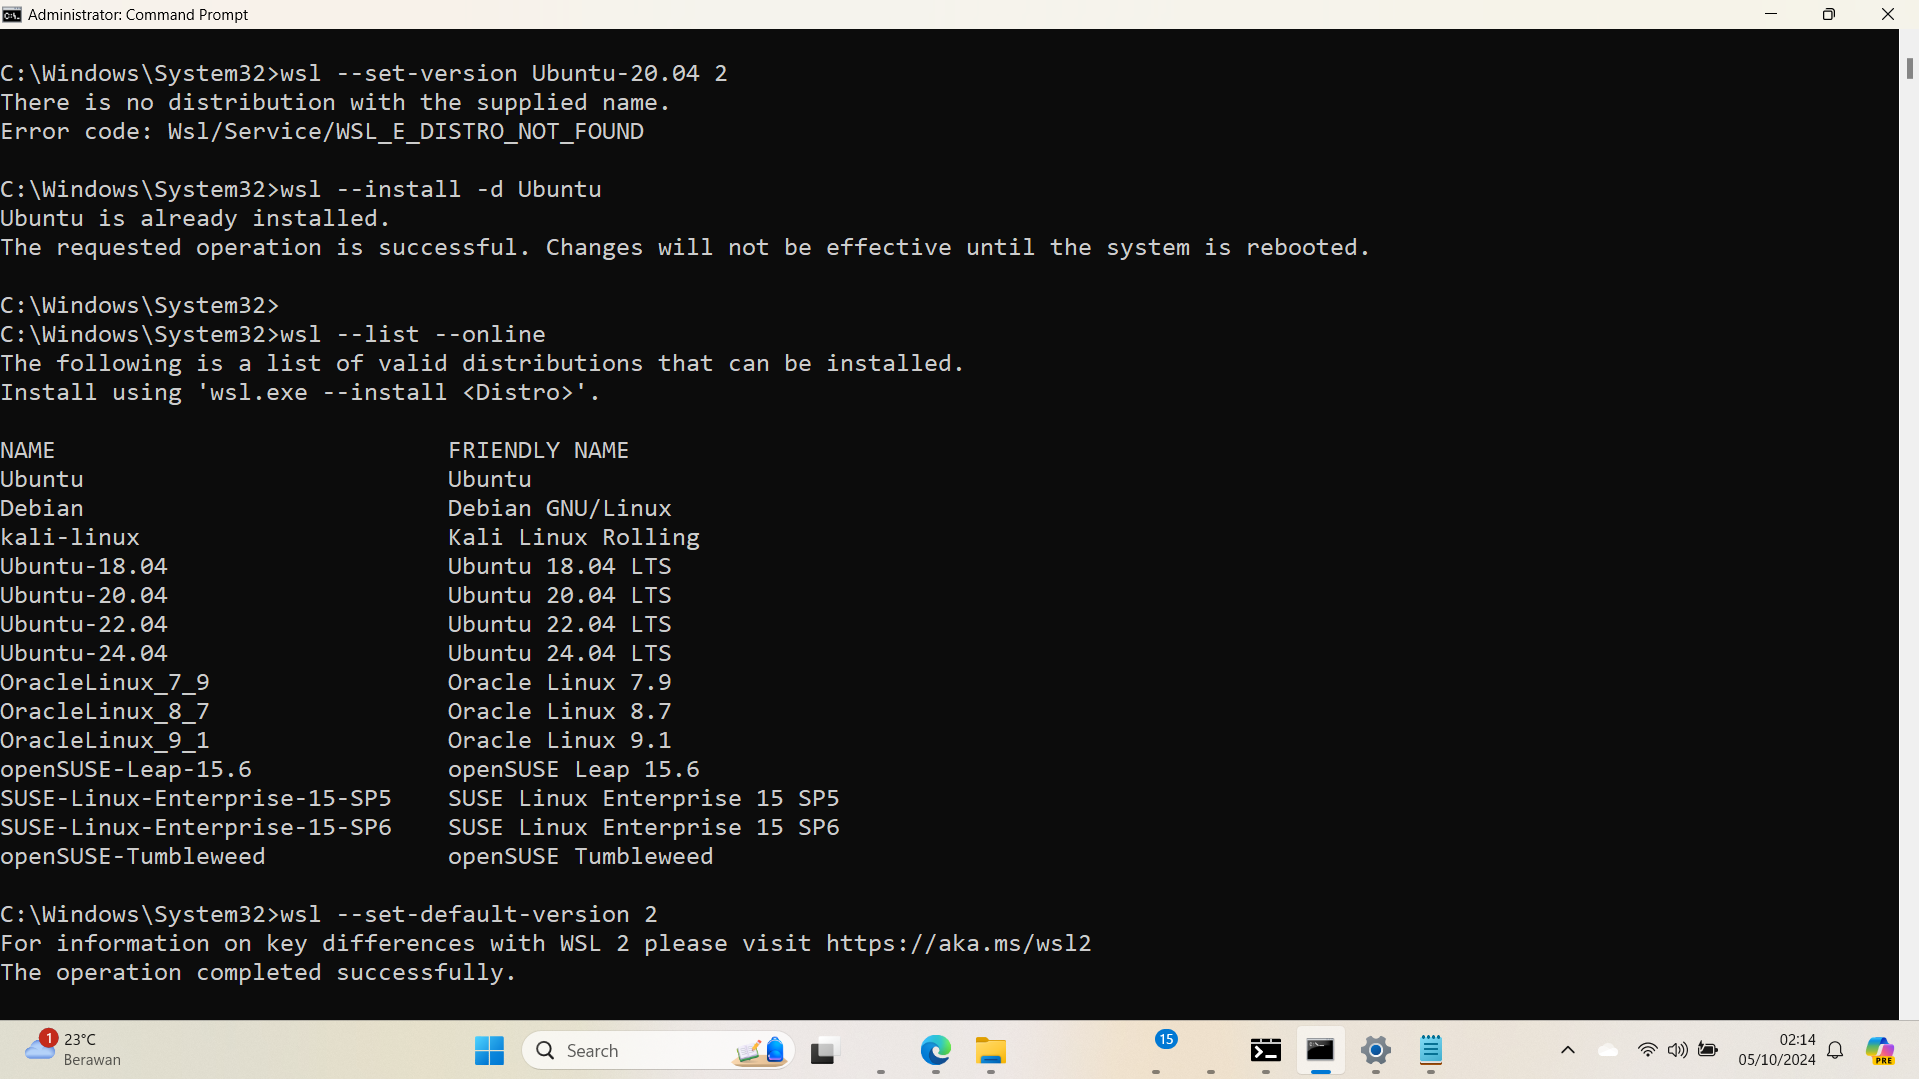 Administrator: Command Prompt
C:\Windows\System32>wsl --set-version Ubuntu-20.04 2
There is no distribution with the supplied name.
Error code: Wsl/Service/WSL_E_DISTRO_NOT_FOUND
C:\Windows\System32>wsl --install -d Ubuntu
Ubuntu is already installed.
The requested operation is successful. Changes will not be effective until the system is rebooted.
C:\Windows\System32>
C:\Windows\System32>wsl --list --online
The following is a list of valid distributions that can be installed.
Install using 'wsl.exe --install <Distro>'.
NAME FRIENDLY NAME
Ubuntu Ubuntu
Debian Debian GNU/Linux
kali-linux Kali Linux Rolling
Ubuntu-18.04 Ubuntu 18.04 LTS
Ubuntu-20.04 Ubuntu 20.04 LTS
Ubuntu-22.04 Ubuntu 22.04 LTS
Ubuntu-24.04 Ubuntu 24.04 LTS
OracleLinux_7_9 Oracle Linux 7.9
OracleLinux_8_7 Oracle Linux 8.7
OracleLinux_9_1 Oracle Linux 9.1
openSUSE-Leap-15.6 openSUSE Leap 15.6
SUSE-Linux-Enterprise-15-SP5 SUSE Linux Enterprise 15 SP5
SUSE-Linux-Enterprise-15-SP6 SUSE Linux Enterprise 15 SP6
openSUSE-Tumbleweed openSUSE Tumbleweed
C:\Windows\System32>wsl --set-default-version 2
For information on key differences with WSL 2 please visit https://aka.ms/wsl2
The operation completed successfully.
1 23°C
Berawan
Search
15
02:14
05/10/2024
PRE